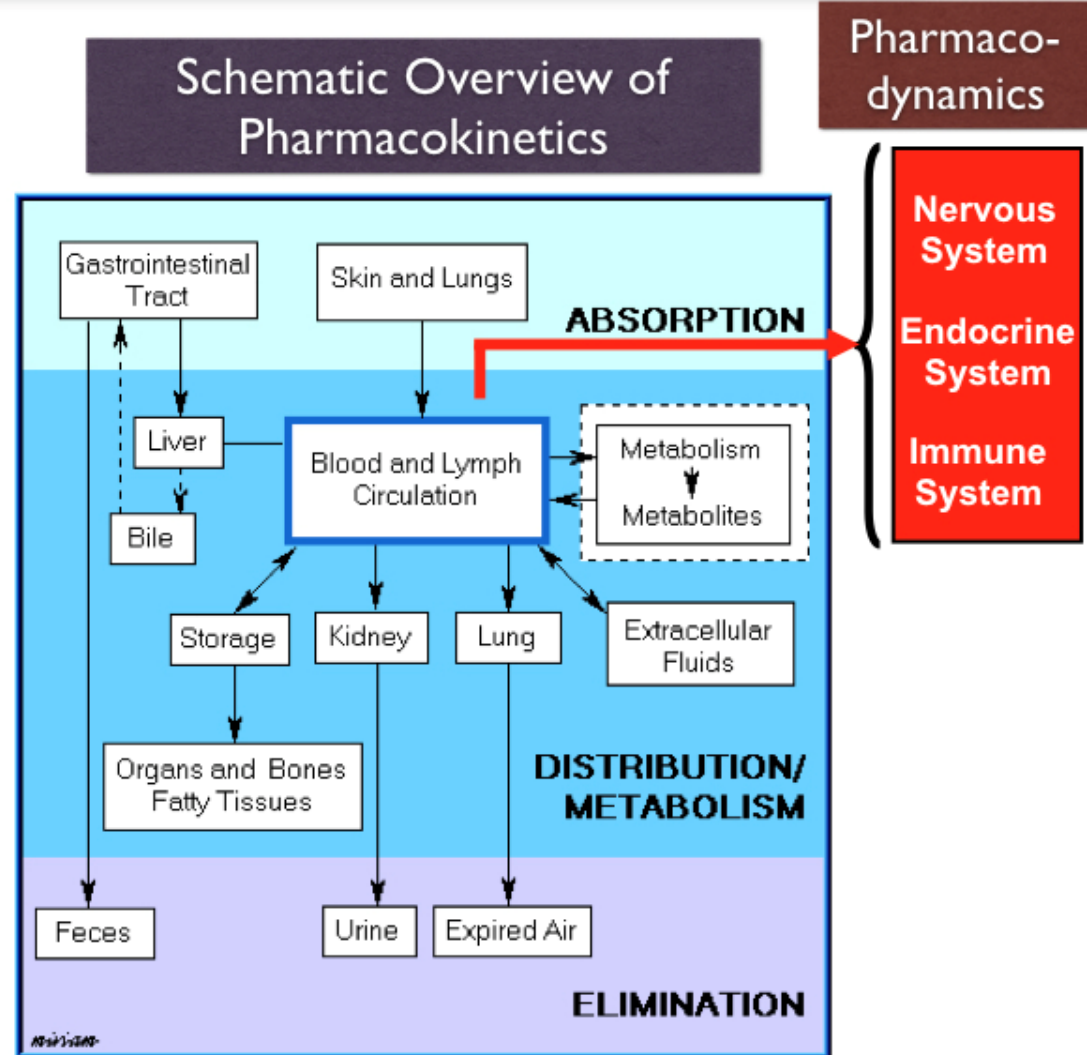 Schematic Overview of
Pharmacokinetics
Pharmaco-
dynamics
Gastrointestinal
Tract
Skin and Lungs
ABSORPTION
Nervous
System
Endocrine
System
Immune
System
Liver
Blood and Lymph
Circulation
Metabolism
Metabolites
Bile
Storage
Kidney
Lung
Extracellular
Fluids
Organs and Bones
Fatty Tissues
DISTRIBUTION/
METABOLISM
Feces
Urine
Expired Air
ELIMINATION
miriam